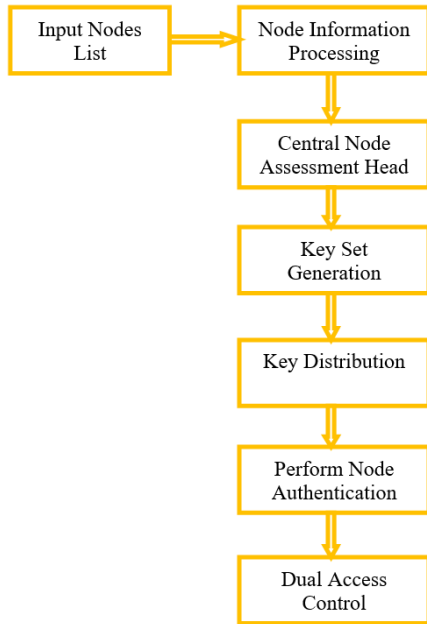 Input Nodes
List
Node Information
Processing
Central Node
Assessment Head
Key Set
Generation
Key Distribution
Perform Node
Authentication
Dual Access
Control